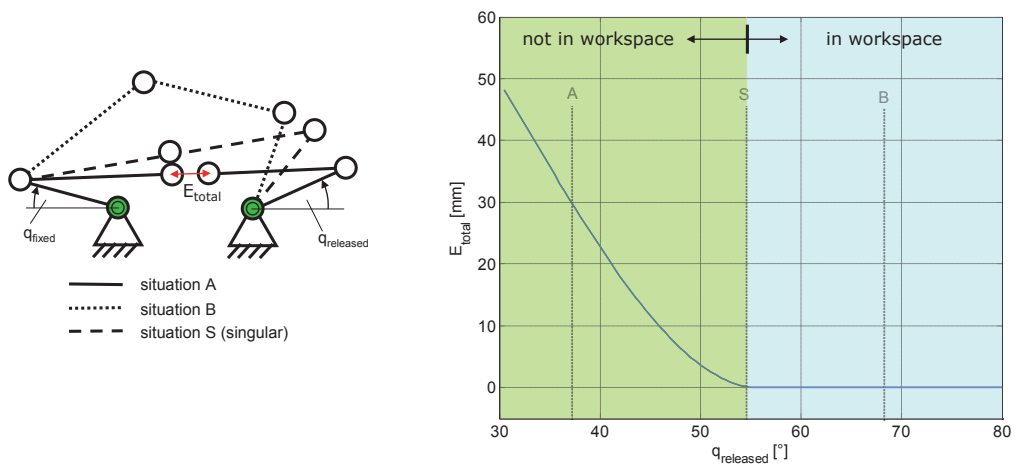 E_total
q_fixed
q_released
situation A
situation B
situation S (singular)
60
50
40
30
20
10
0
E_total [mm]
not in workspace
in workspace
A
S
B
30
40
50
60
70
80
q_released [°]